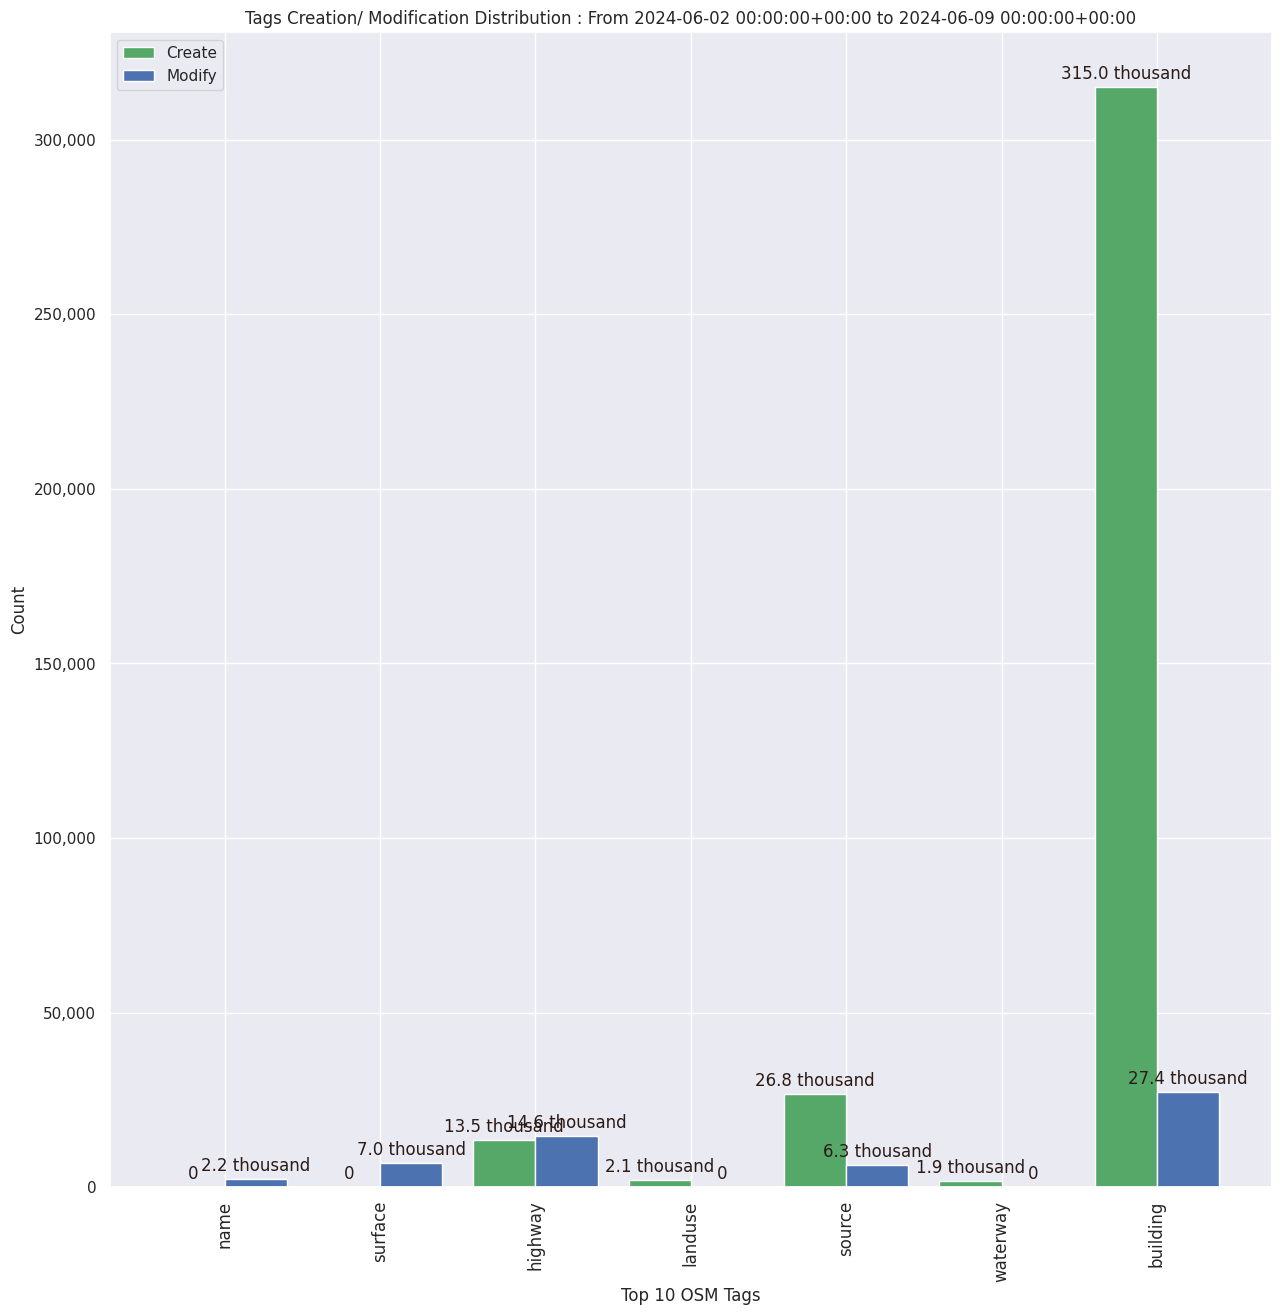 Tags Creation/ Modification Distribution : From 2024-06-02 00:00:00+00:00 to 2024-06-09 00:00:00+00:00
Create
Modify
315.0 thousand
300,000
250,000
200,000
150,000
100,000
50,000
0
Count
0
2.2 thousand
0
7.0 thousand
13.5 thousand
14.6 thousand
2.1 thousand
0
26.8 thousand
6.3 thousand
1.9 thousand
0
27.4 thousand
name
surface
highway
landuse
source
waterway
building
Top 10 OSM Tags